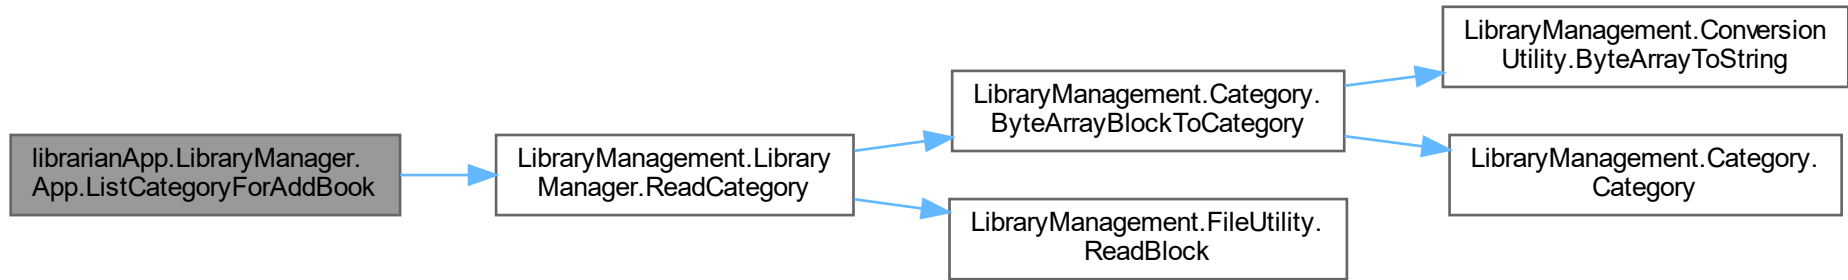 librarianApp.LibraryManager.
App.ListCategoryForAddBook
LibraryManagement.Library
Manager.ReadCategory
LibraryManagement.Category.
ByteArrayBlockToCategory
LibraryManagement.FileUtility.
ReadBlock
LibraryManagement.Conversion
Utility.ByteArrayToString
LibraryManagement.Category.
Category